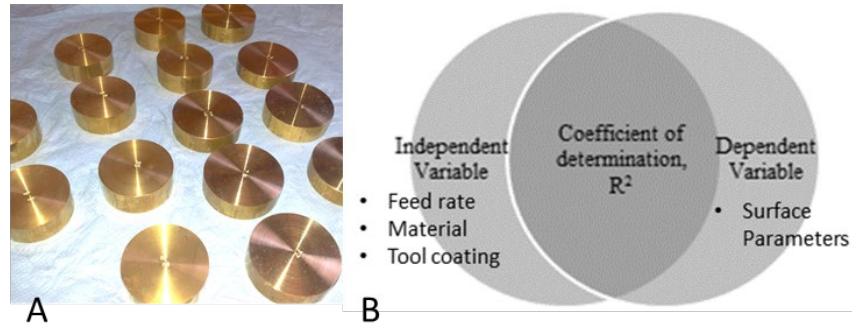 A
B
Independent
Variable
• Feed rate
• Material
• Tool coating
Coefficient of
determination,
R²
Dependent
Variable
• Surface
Parameters